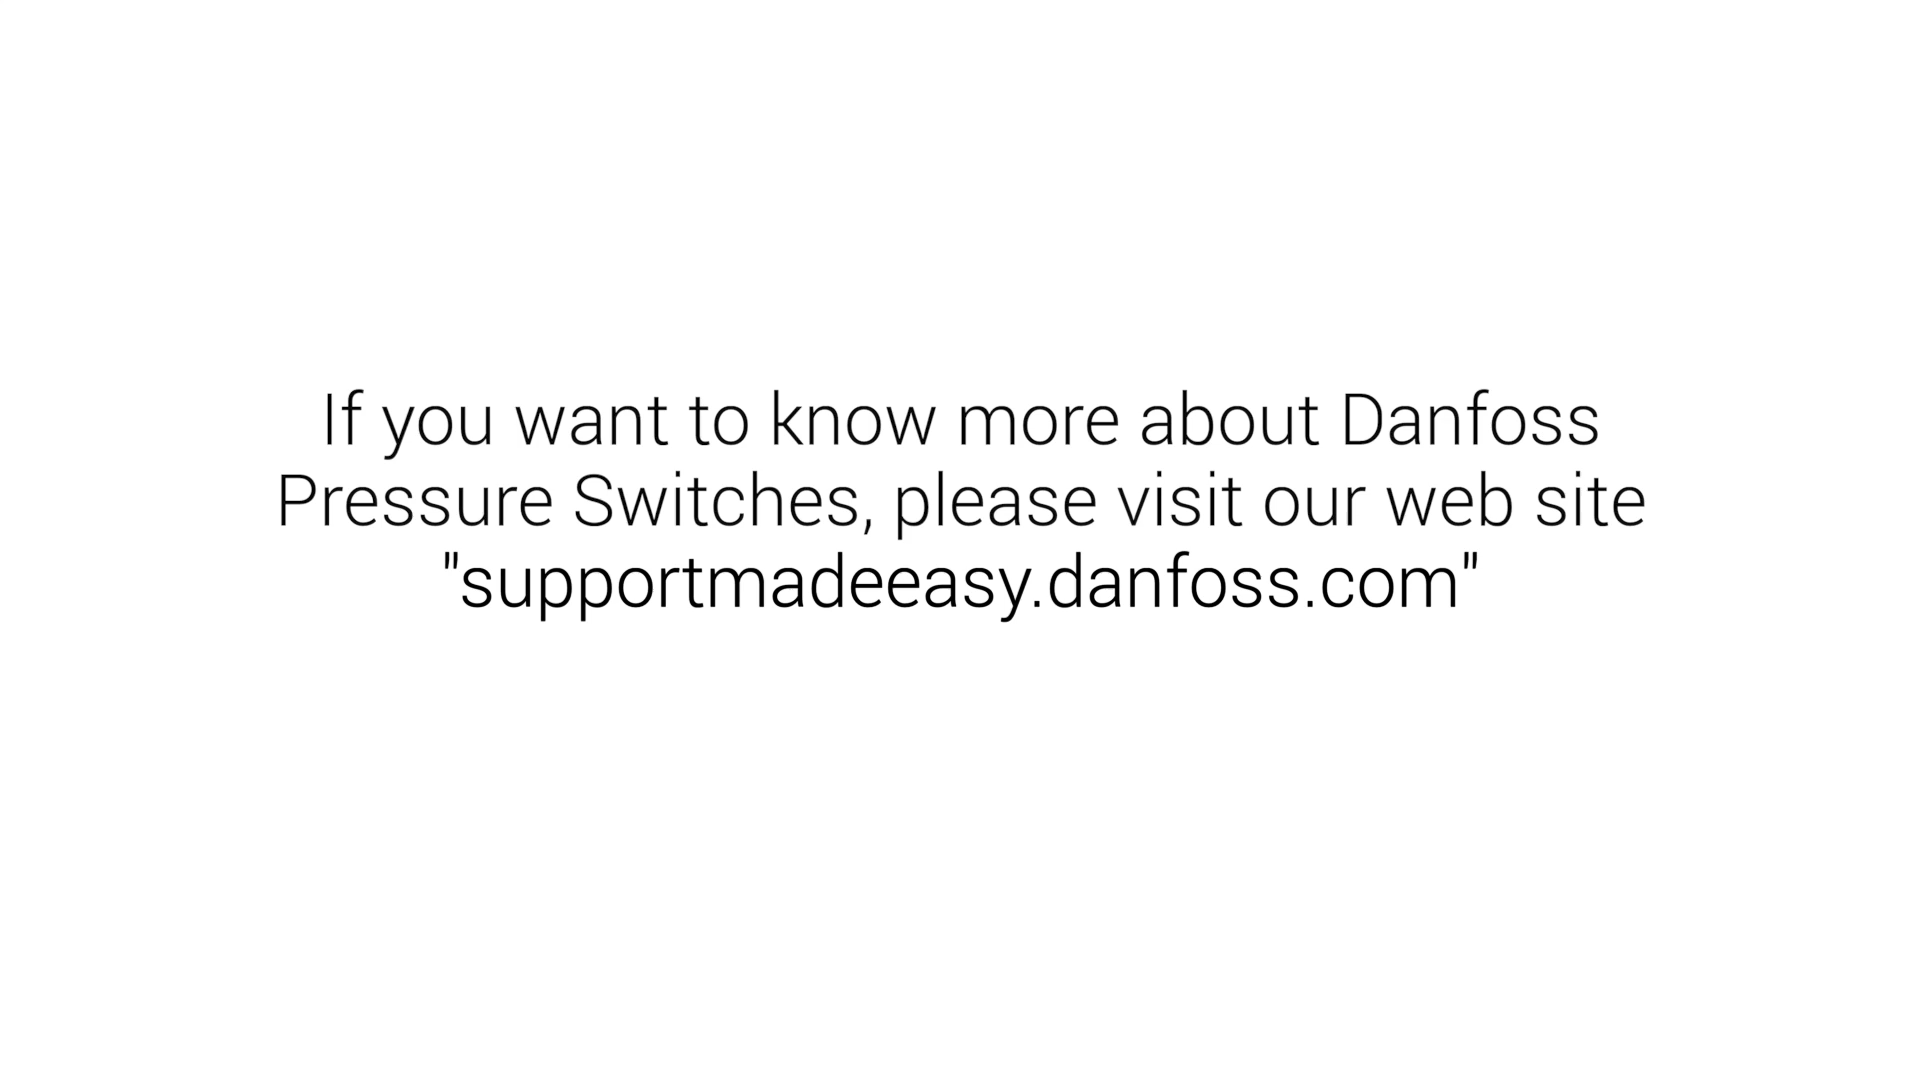 If you want to know more about Danfoss
Pressure Switches, please visit our web site
"supportmadeeasy.danfoss.com"